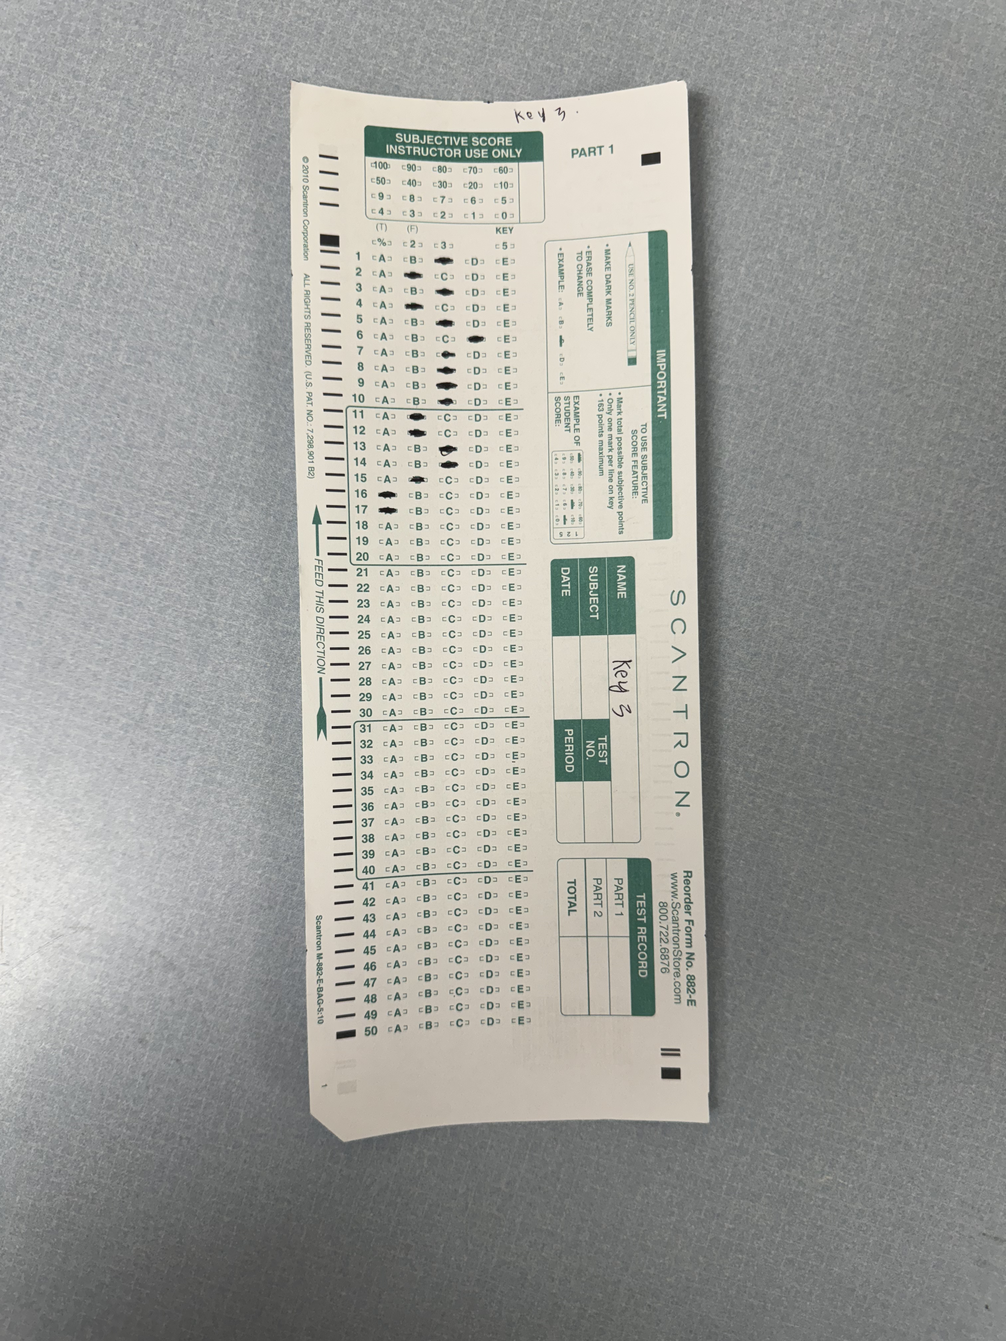 Key 3.
SUBJECTIVE SCORE
INSTRUCTOR USE ONLY
100 90 80 70 60
50 40 30 20 10
9 8 7 6 5
4 3 2 1 0
PART 1
(T) (F) KEY
% 2 3 5
1 A B D E
2 A C D E
3 A B D E
4 A C D E
5 A B D E
6 A B C E
7 A B D E
8 A B D E
9 A B D E
10 A B D E
11 A C D E
12 A C D E
13 A B D E
14 A B D E
15 A C D E
16 B C D E
17 B C D E
18 A B C D E
19 A B C D E
20 A B C D E
21 A B C D E
22 A B C D E
23 A B C D E
24 A B C D E
25 A B C D E
26 A B C D E
27 A B C D E
28 A B C D E
29 A B C D E
30 A B C D E
31 A B C D E
32 A B C D E
33 A B C D E
34 A B C D E
35 A B C D E
36 A B C D E
37 A B C D E
38 A B C D E
39 A B C D E
40 A B C D E
41 A B C D E
42 A B C D E
43 A B C D E
44 A B C D E
45 A B C D E
46 A B C D E
47 A B C D E
48 A B C D E
49 A B C D E
50 A B C D E
© 2010 Scantron Corporation ALL RIGHTS RESERVED. (U.S. PAT. NO.: 7,298,901 B2)
FEED THIS DIRECTION
Scantron M-882-E-BAG-5:10
1
IMPORTANT
USE NO. 2 PENCIL ONLY
• MAKE DARK MARKS
• ERASE COMPLETELY
TO CHANGE
• EXAMPLE: A B D E
TO USE SUBJECTIVE
SCORE FEATURE:
• Mark total possible subjective points
• Only one mark per line on key
• 163 points maximum
EXAMPLE OF
STUDENT
SCORE:
SCANTRON®
NAME Key 3
SUBJECT TEST NO.
DATE PERIOD
Reorder Form No. 882-E
www.ScantronStore.com
800.722.6876
TEST RECORD
PART 1
PART 2
TOTAL